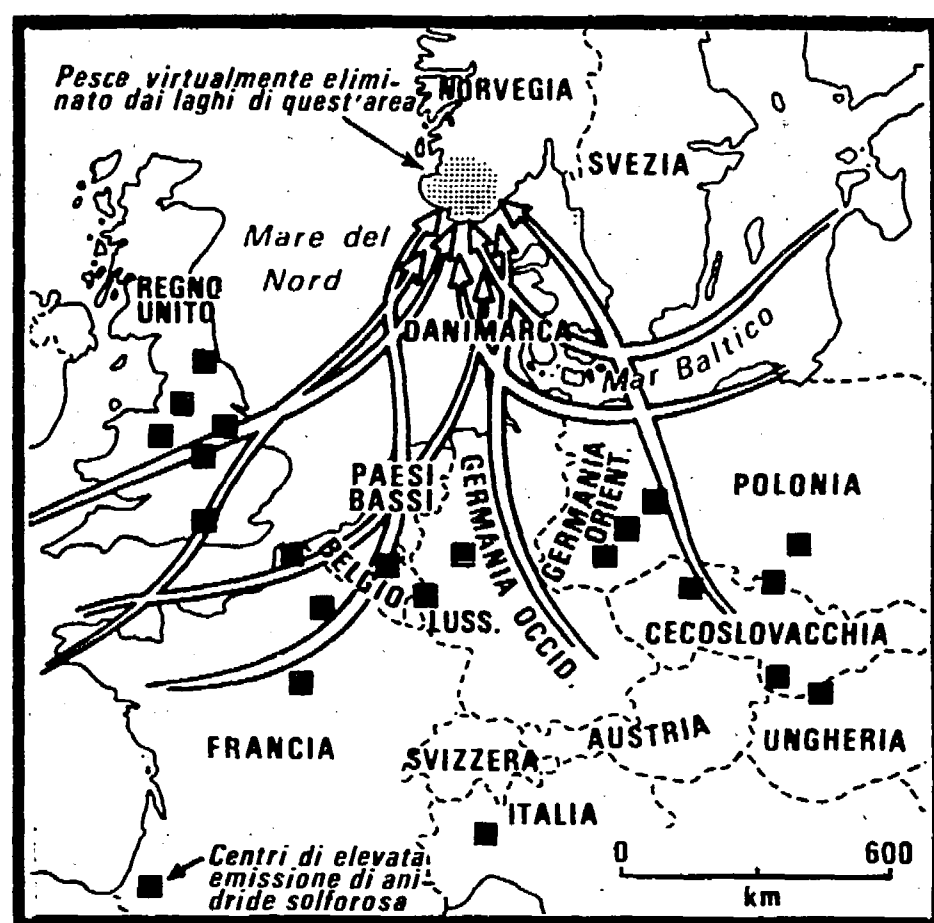 Pesce virtualmente elimi-
nato dai laghi di quest'area
NORVEGIA
SVEZIA
Mare del
Nord
REGNO
UNITO
DANIMARCA
Mar Baltico
PAESI
BASSI
GERMANIA OCCID.
GERMANIA
ORIENT.
POLONIA
BELGIO
LUSS.
CECOSLOVACCHIA
FRANCIA
SVIZZERA
AUSTRIA
UNGHERIA
ITALIA
Centri di elevata
emissione di ani-
dride solforosa
0 600
km